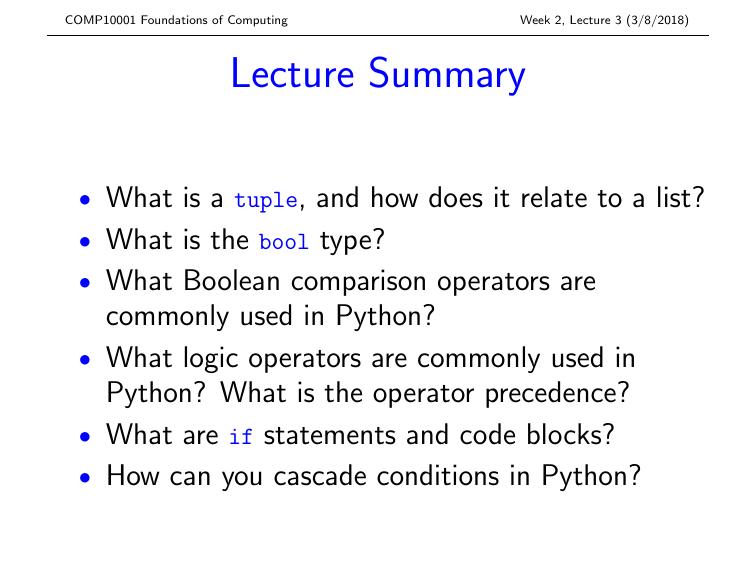 COMP10001 Foundations of Computing
Week 2, Lecture 3 (3/8/2018)
Lecture Summary
• What is a tuple, and how does it relate to a list?
• What is the bool type?
• What Boolean comparison operators are
commonly used in Python?
• What logic operators are commonly used in
Python? What is the operator precedence?
• What are if statements and code blocks?
• How can you cascade conditions in Python?